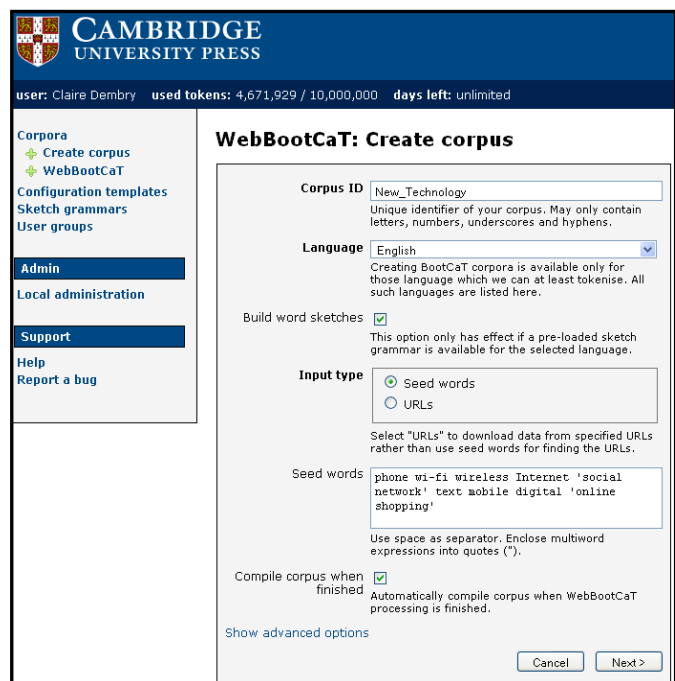 CAMBRIDGE
UNIVERSITY PRESS
user: Claire Dembry used tokens: 4,671,929 / 10,000,000 days left: unlimited
Corpora
Create corpus
WebBootCaT
Configuration templates
Sketch grammars
User groups
Admin
Local administration
Support
Help
Report a bug
WebBootCaT: Create corpus
Corpus ID New_Technology
Unique identifier of your corpus. May only contain
letters, numbers, underscores and hyphens.
Language English
Creating BootCaT corpora is available only for
those language which we can at least tokenise. All
such languages are listed here.
Build word sketches
This option only has effect if a pre-loaded sketch
grammar is available for the selected language.
Input type Seed words
URLs
Select "URLs" to download data from specified URLs
rather than use seed words for finding the URLs.
Seed words phone wi-fi wireless Internet 'social
network' text mobile digital 'online
shopping'
Use space as separator. Enclose multiword
expressions into quotes (").
Compile corpus when
finished
Automatically compile corpus when WebBootCaT
processing is finished.
Show advanced options
Cancel Next >